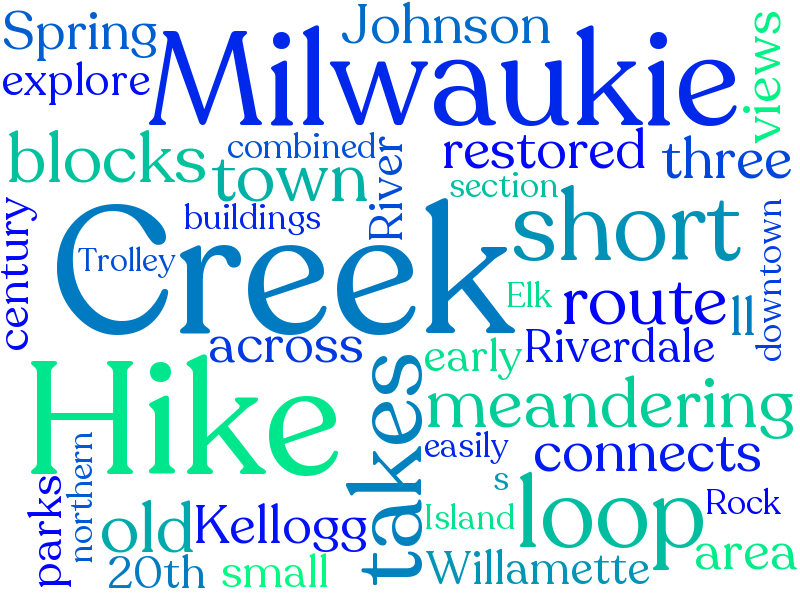 Spring
Johnson
views
explore
Milwaukie
blocks
combined
River
restored
three
town
section
century
buildings
short
downtown
Trolley
Creek
Elk
route
ll
across
early
Riverdale
Hike
takes
meandering
northern
easily
connects
parks
old
Kellogg
s
Island
loop
Rock
area
20th
small
Willamette